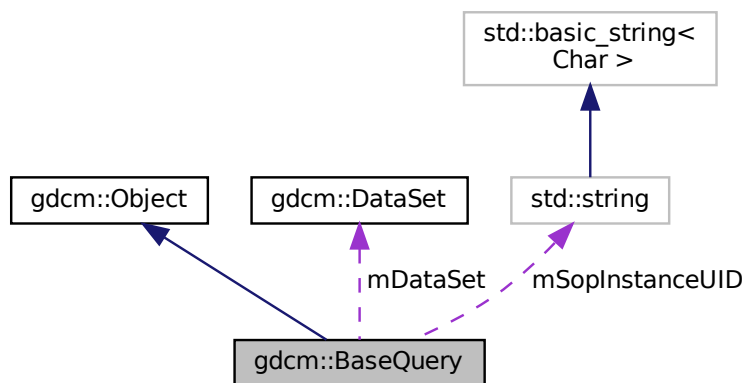 std::basic_string<
Char >
gdcm::Object
gdcm::DataSet
std::string
mDataSet
mSopInstanceUID
gdcm::BaseQuery